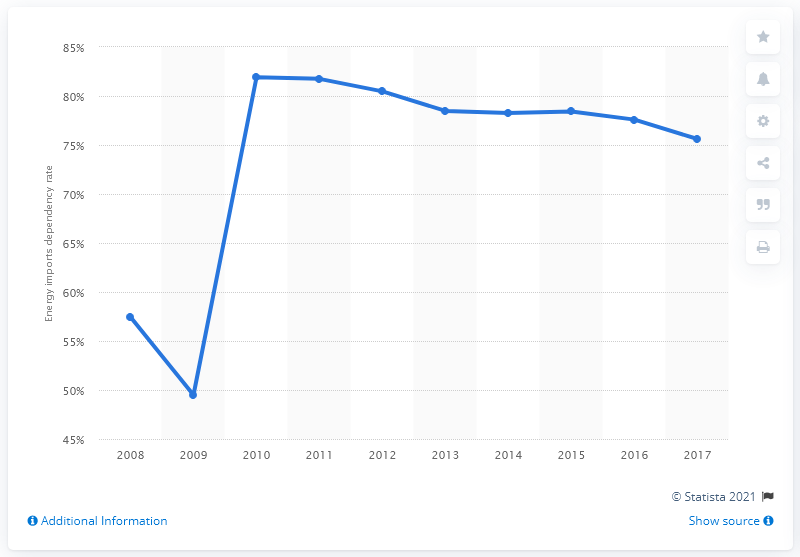 85%
80%
75%
70%
65%
60%
55%
50%
45%
Energy imports dependency rate
2008 2009 2010 2011 2012 2013 2014 2015 2016 2017
© Statista 2021
Additional Information
Show source